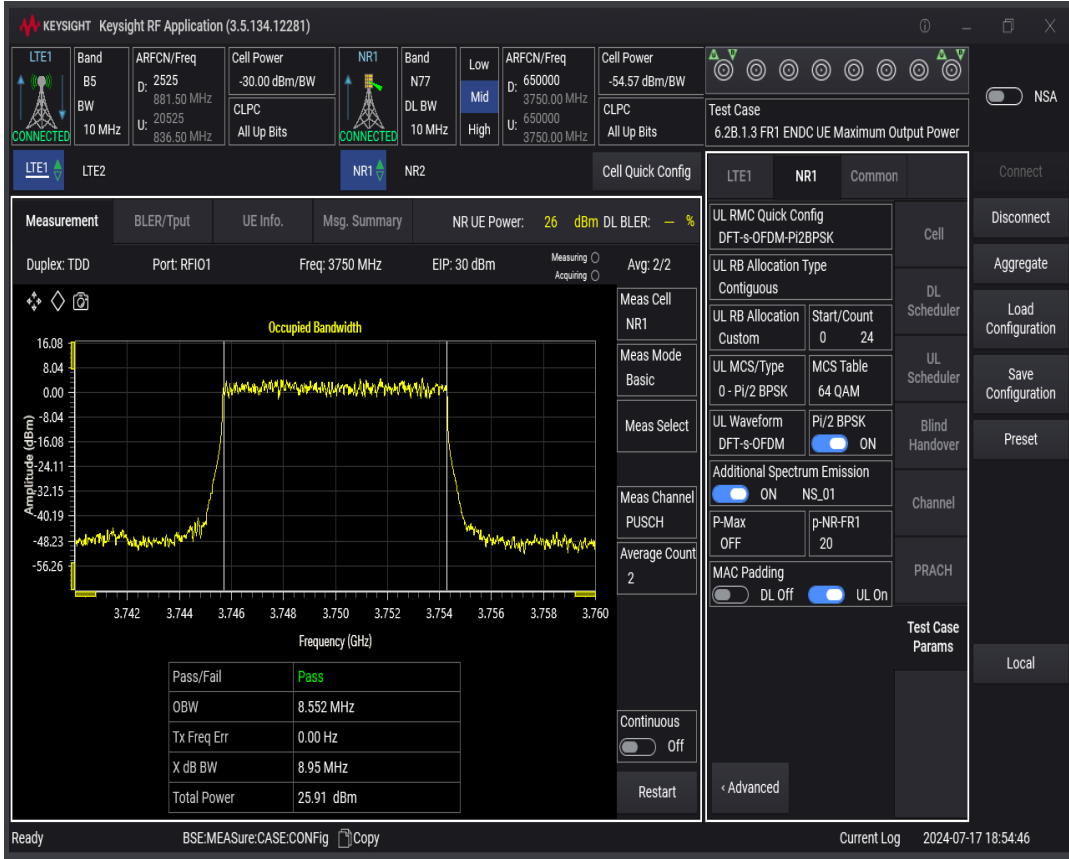 KEYSIGHT Keysight RF Application (3.5.134.12281)
LTE1 Band ARFCN/Freq Cell Power NR1 Band Low ARFCN/Freq Cell Power
B5 D: 2525 -30.00 dBm/BW N77 D: 650000 -54.57 dBm/BW
881.50 MHz 3750.00 MHz
BW CLPC DL BW Mid CLPC
U: 20525 U: 650000
CONNECTED 10 MHz 836.50 MHz All Up Bits CONNECTED 10 MHz High 3750.00 MHz All Up Bits
A V A V
Test Case
6.2B.1.3 FR1 ENDC UE Maximum Output Power
NSA
LTE1 LTE2 NR1 NR2 Cell Quick Config
Measurement BLER/Tput UE Info. Msg. Summary NR UE Power: 26 dBm DL BLER: — %
Duplex: TDD Port: RFIO1 Freq: 3750 MHz EIP: 30 dBm Measuring Avg: 2/2
Acquiring
Occupied Bandwidth
16.08
8.04
0.00
-8.04
-16.08
-24.11
-32.15
-40.19
-48.23
-56.26
Amplitude (dBm)
3.742 3.744 3.746 3.748 3.750 3.752 3.754 3.756 3.758 3.760
Frequency (GHz)
Pass/Fail Pass
OBW 8.552 MHz
Tx Freq Err 0.00 Hz
X dB BW 8.95 MHz
Total Power 25.91 dBm
Meas Cell
NR1
Meas Mode
Basic
Meas Select
Meas Channel
PUSCH
Average Count
2
Continuous
Off
Restart
LTE1 NR1 Common
UL RMC Quick Config
DFT-s-OFDM-Pi2BPSK
UL RB Allocation Type
Contiguous
UL RB Allocation Start/Count
Custom 0 24
UL MCS/Type MCS Table
0 - Pi/2 BPSK 64 QAM
UL Waveform Pi/2 BPSK
DFT-s-OFDM ON
Additional Spectrum Emission
ON NS_01
P-Max p-NR-FR1
OFF 20
MAC Padding
DL Off UL On
‹ Advanced
Cell
DL
Scheduler
UL
Scheduler
Blind
Handover
Channel
PRACH
Test Case
Params
Connect
Disconnect
Aggregate
Load
Configuration
Save
Configuration
Preset
Local
Ready BSE:MEASure:CASE:CONFig Copy Current Log 2024-07-17 18:54:46